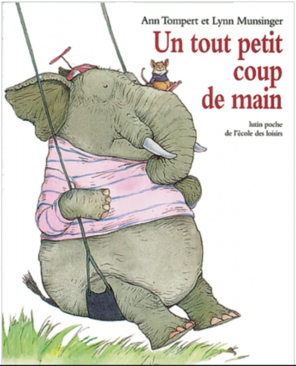 Ann Tompert et Lynn Munsinger
Un tout petit
coup
de main
lutin poche
de l'école des loisirs